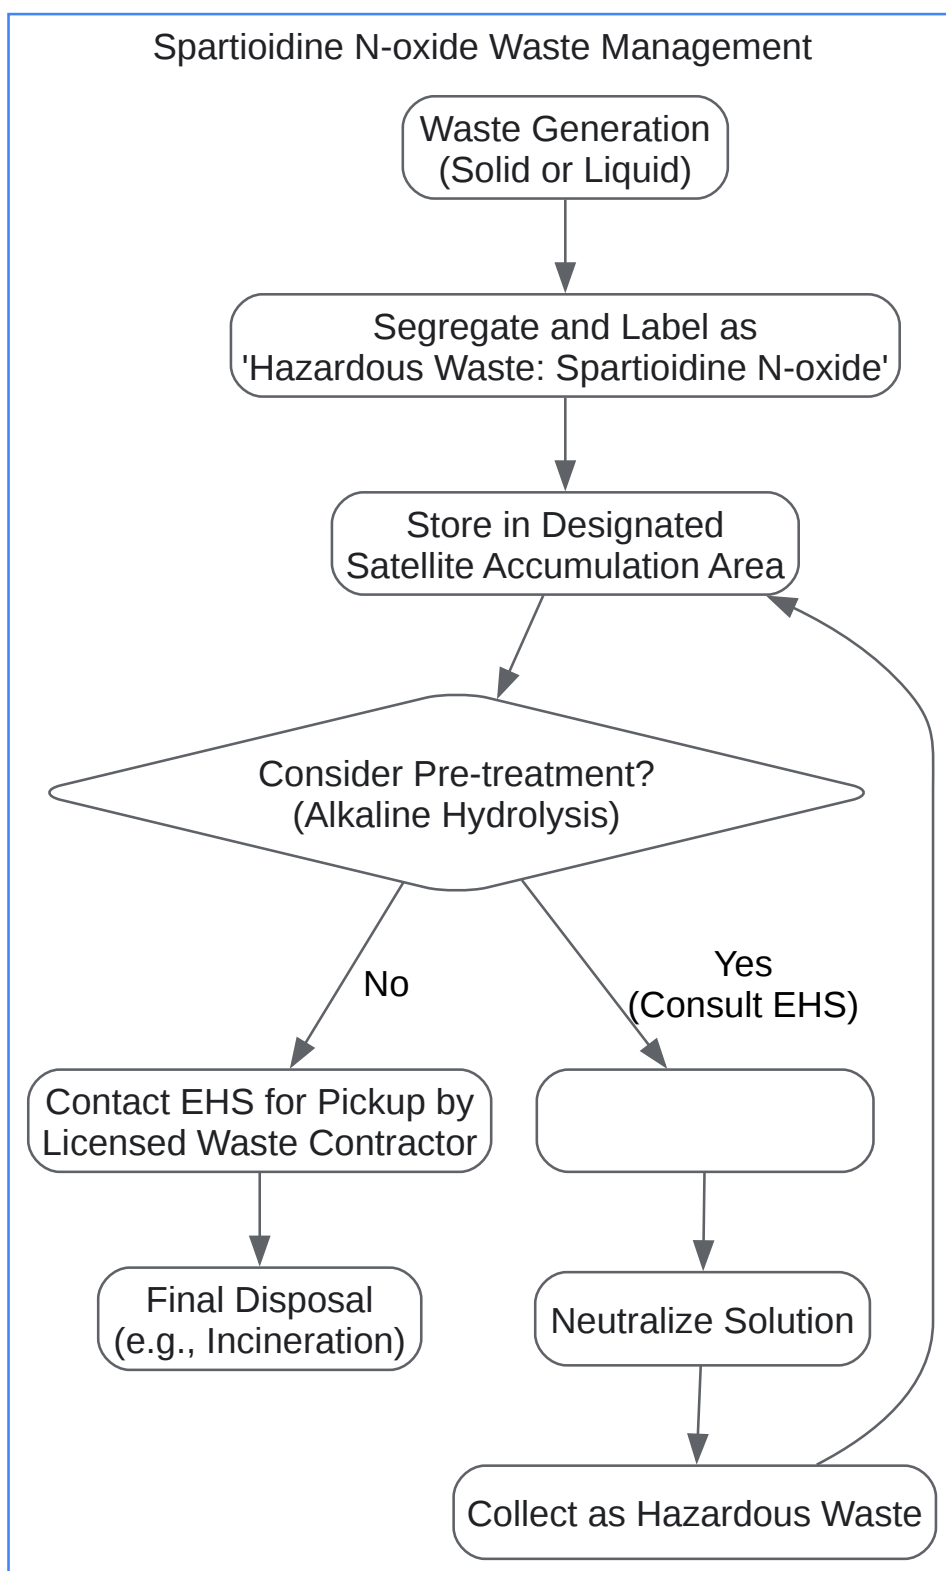 Spartioidine N-oxide Waste Management
Waste Generation
(Solid or Liquid)
Segregate and Label as
'Hazardous Waste: Spartioidine N-oxide'
Store in Designated
Satellite Accumulation Area
Consider Pre-treatment?
(Alkaline Hydrolysis)
No
Yes
(Consult EHS)
Contact EHS for Pickup by
Licensed Waste Contractor
Final Disposal
(e.g., Incineration)
Neutralize Solution
Collect as Hazardous Waste